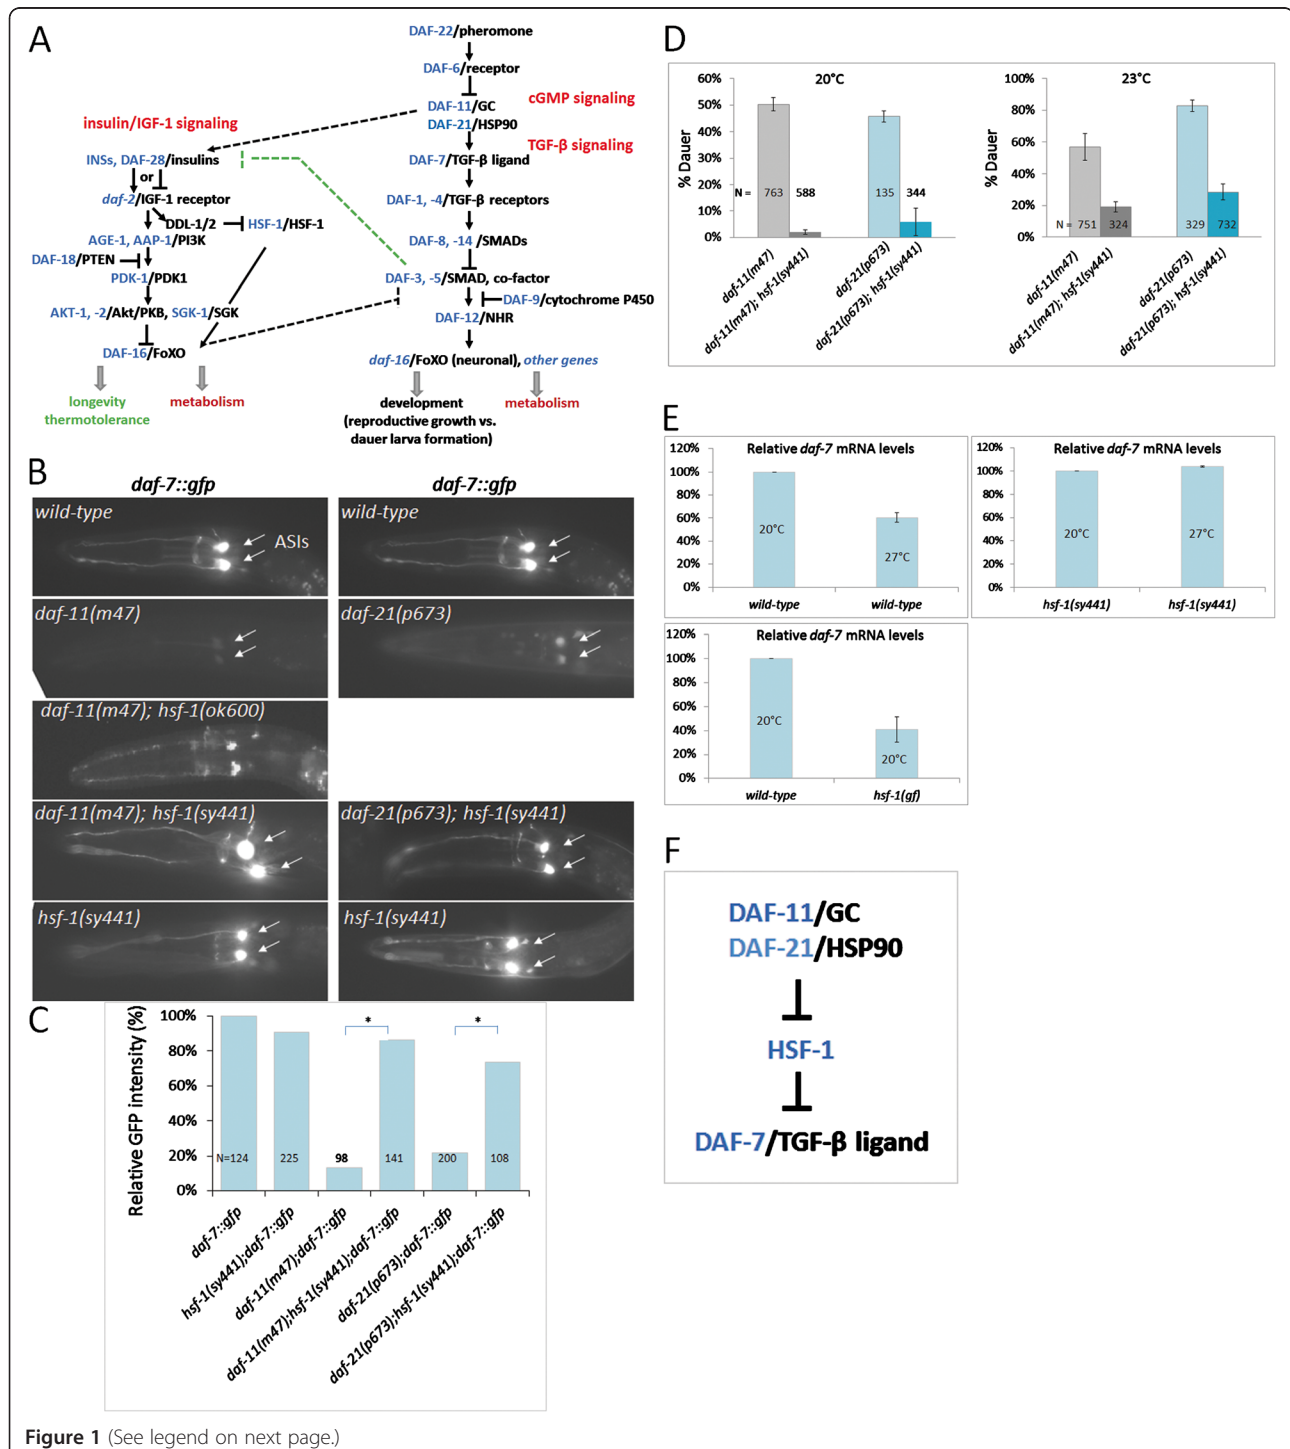 A
DAF-22/pheromone
DAF-6/receptor
DAF-11/GC
DAF-21/HSP90
cGMP signaling
TGF-β signaling
DAF-7/TGF-β ligand
DAF-1, -4/TGF-β receptors
DAF-8, -14/SMADs
DAF-3, -5/SMAD, co-factor
DAF-9/cytochrome P450
DAF-12/NHR
daf-16/FoXO (neuronal), other genes
development
(reproductive growth vs.
dauer larva formation)
metabolism
insulin/IGF-1 signaling
INSs, DAF-28/insulins
or
daf-2/IGF-1 receptor
DDL-1/2
HSF-1/HSF-1
AGE-1, AAP-1/PI3K
DAF-18/PTEN
PDK-1/PDK1
AKT-1, -2/Akt/PKB, SGK-1/SGK
DAF-16/FoXO
longevity
thermotolerance
metabolism
B
daf-7::gfp
daf-7::gfp
wild-type
ASIs
wild-type
daf-11(m47)
daf-21(p673)
daf-11(m47); hsf-1(ok600)
daf-11(m47); hsf-1(sy441)
daf-21(p673); hsf-1(sy441)
hsf-1(sy441)
hsf-1(sy441)
C
Relative GFP intensity (%)
100%
80%
60%
40%
20%
0%
* *
N=124 225 98 141 200 108
daf-7::gfp
hsf-1(sy441);daf-7::gfp
daf-11(m47);daf-7::gfp
daf-11(m47);hsf-1(sy441);daf-7::gfp
daf-21(p673);daf-7::gfp
daf-21(p673);hsf-1(sy441);daf-7::gfp
D
20°C
% Dauer
60%
50%
40%
30%
20%
10%
0%
N = 763 588 135 344
daf-11(m47)
daf-11(m47); hsf-1(sy441)
daf-21(p673)
daf-21(p673); hsf-1(sy441)
23°C
% Dauer
100%
80%
60%
40%
20%
0%
N = 751 324 329 732
daf-11(m47)
daf-11(m47); hsf-1(sy441)
daf-21(p673)
daf-21(p673); hsf-1(sy441)
E
Relative daf-7 mRNA levels
120%
100%
80%
60%
40%
20%
0%
20°C
27°C
wild-type
wild-type
Relative daf-7 mRNA levels
120%
100%
80%
60%
40%
20%
0%
20°C
27°C
hsf-1(sy441)
hsf-1(sy441)
Relative daf-7 mRNA levels
120%
100%
80%
60%
40%
20%
0%
20°C
20°C
wild-type
hsf-1(gf)
F
DAF-11/GC
DAF-21/HSP90
HSF-1
DAF-7/TGF-β ligand
Figure 1 (See legend on next page.)